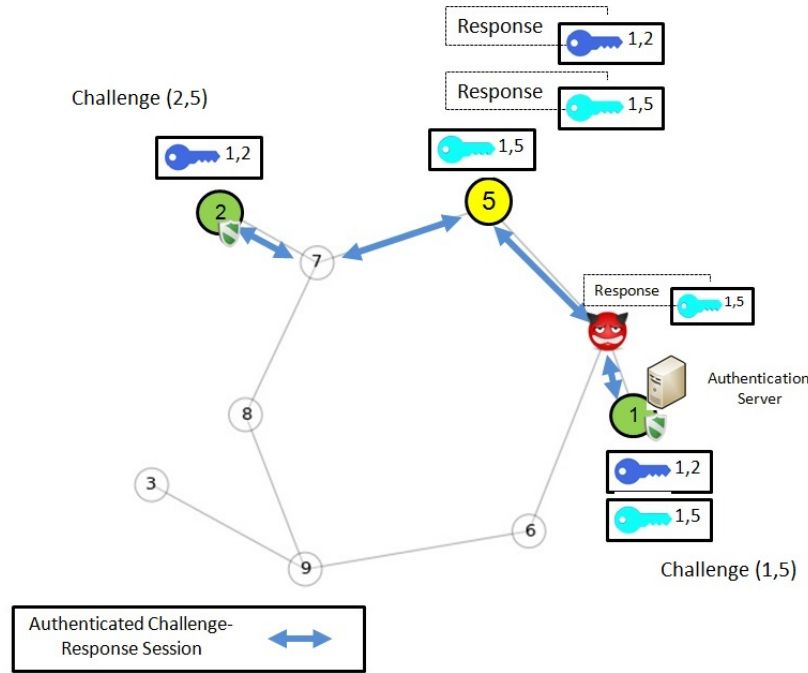 Response
1,2
Challenge (2,5)
Response
1,5
1,2
1,5
2
5
7
Response
1,5
Authentication
Server
1
8
1,2
3
1,5
6
9
Challenge (1,5)
Authenticated Challenge-
Response Session